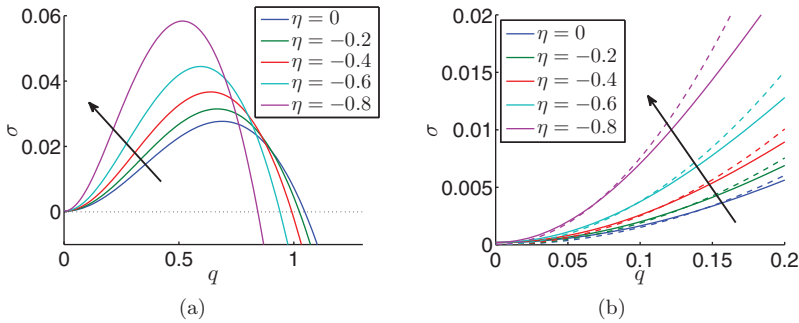 0.06
0.04
0.02
0
σ
0
0.5
1
q
η = 0
η = −0.2
η = −0.4
η = −0.6
η = −0.8
(a)
0.02
0.015
0.01
0.005
0
σ
0
0.05
0.1
0.15
0.2
q
η = 0
η = −0.2
η = −0.4
η = −0.6
η = −0.8
(b)